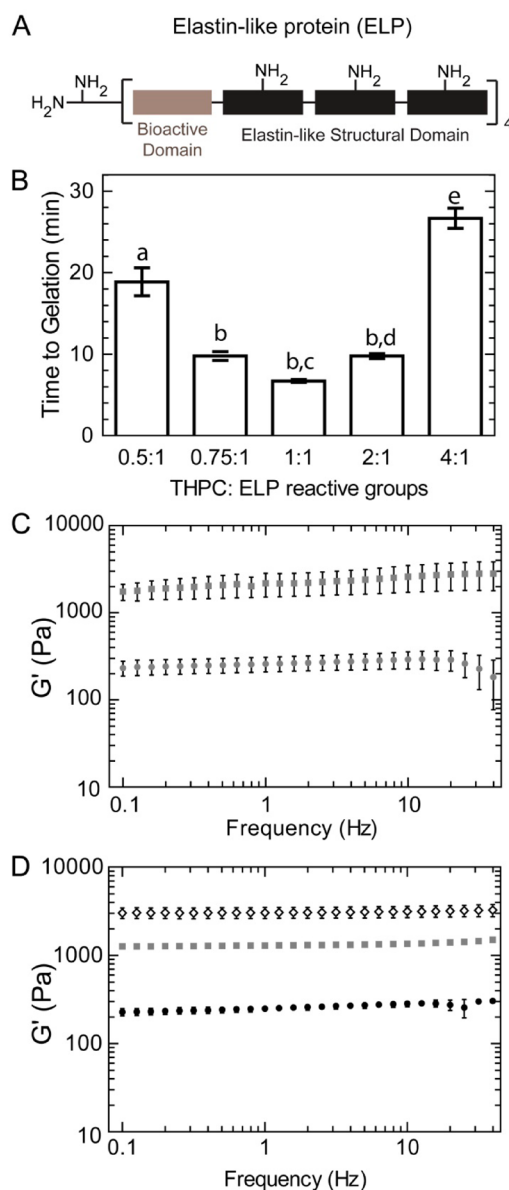 A
Elastin-like protein (ELP)
NH2 NH2 NH2 NH2
H2N
4
Bioactive Domain
Elastin-like Structural Domain
B
Time to Gelation (min)
30
20
10
0
a
b
b,c
b,d
e
0.5:1 0.75:1 1:1 2:1 4:1
THPC: ELP reactive groups
C
G' (Pa)
10000
1000
100
10
0.1 1 10
Frequency (Hz)
D
G' (Pa)
10000
1000
100
10
0.1 1 10
Frequency (Hz)